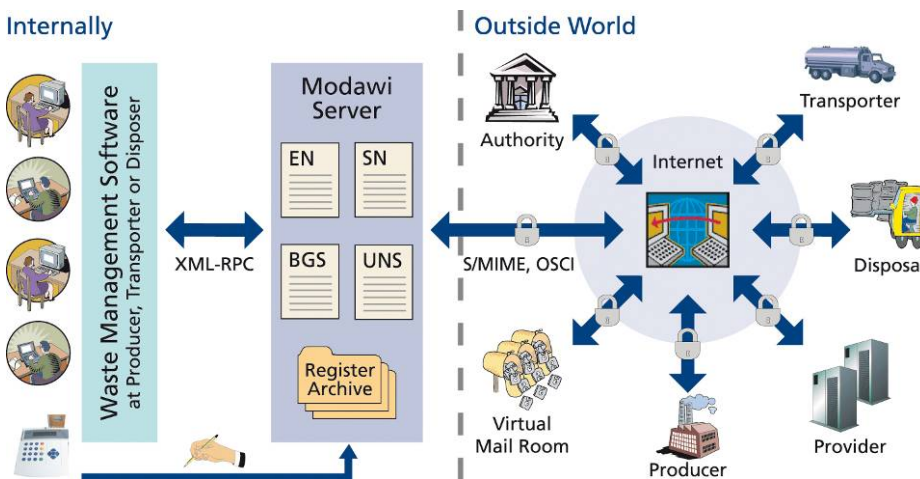 Internally
Outside World
Waste Management Software
at Producer, Transporter or Disposer
XML-RPC
Modawi
Server
EN
SN
BGS
UNS
Register
Archive
S/MIME, OSCI
Internet
Authority
Transporter
Disposa
Virtual
Mail Room
Producer
Provider